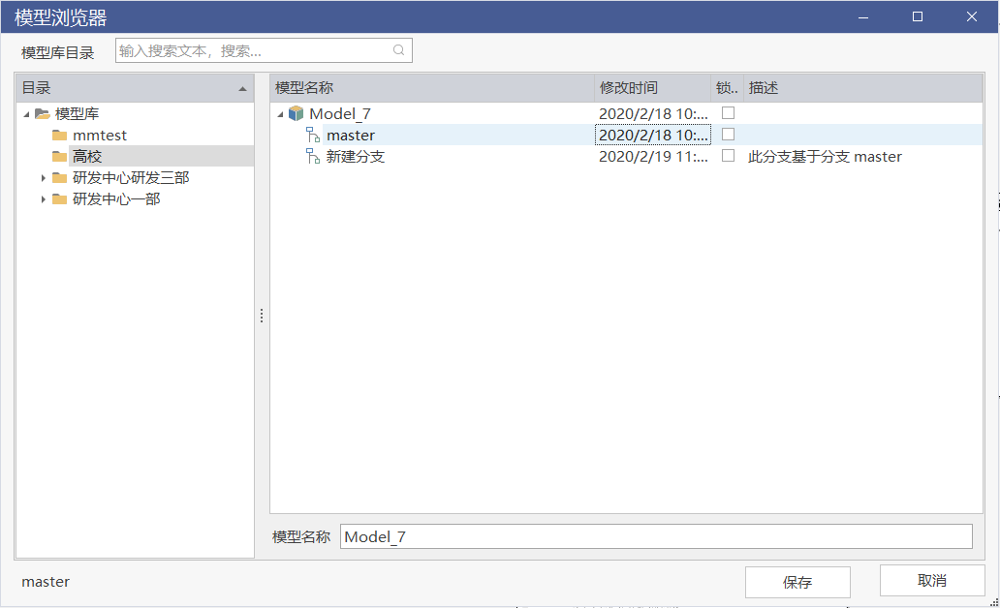 模型浏览器
模型库目录 输入搜索文本，搜索...
目录
模型库
mmtest
高校
研发中心研发三部
研发中心一部
模型名称 修改时间 锁.. 描述
Model_7 2020/2/18 10:...
master 2020/2/18 10:...
新建分支 2020/2/19 11:... 此分支基于分支 master
模型名称 Model_7
master 保存 取消